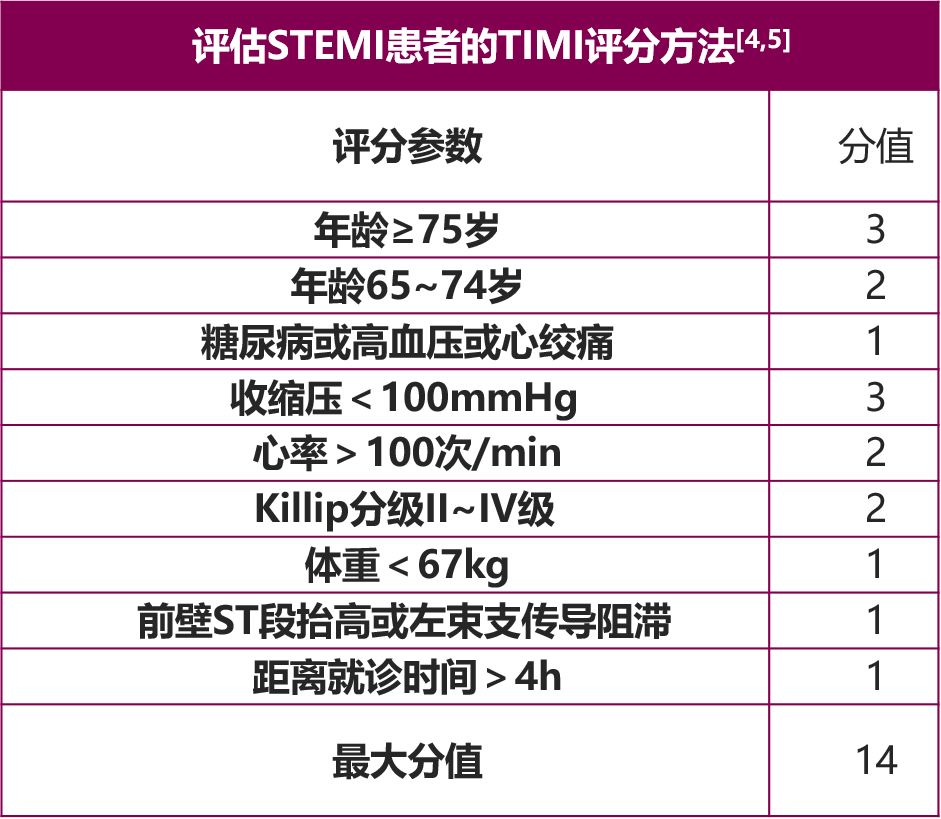 评估STEMI患者的TIMI评分方法[4,5]
评分参数 分值
年龄≥75岁 3
年龄65~74岁 2
糖尿病或高血压或心绞痛 1
收缩压＜100mmHg 3
心率＞100次/min 2
Killip分级II~IV级 2
体重＜67kg 1
前壁ST段抬高或左束支传导阻滞 1
距离就诊时间＞4h 1
最大分值 14